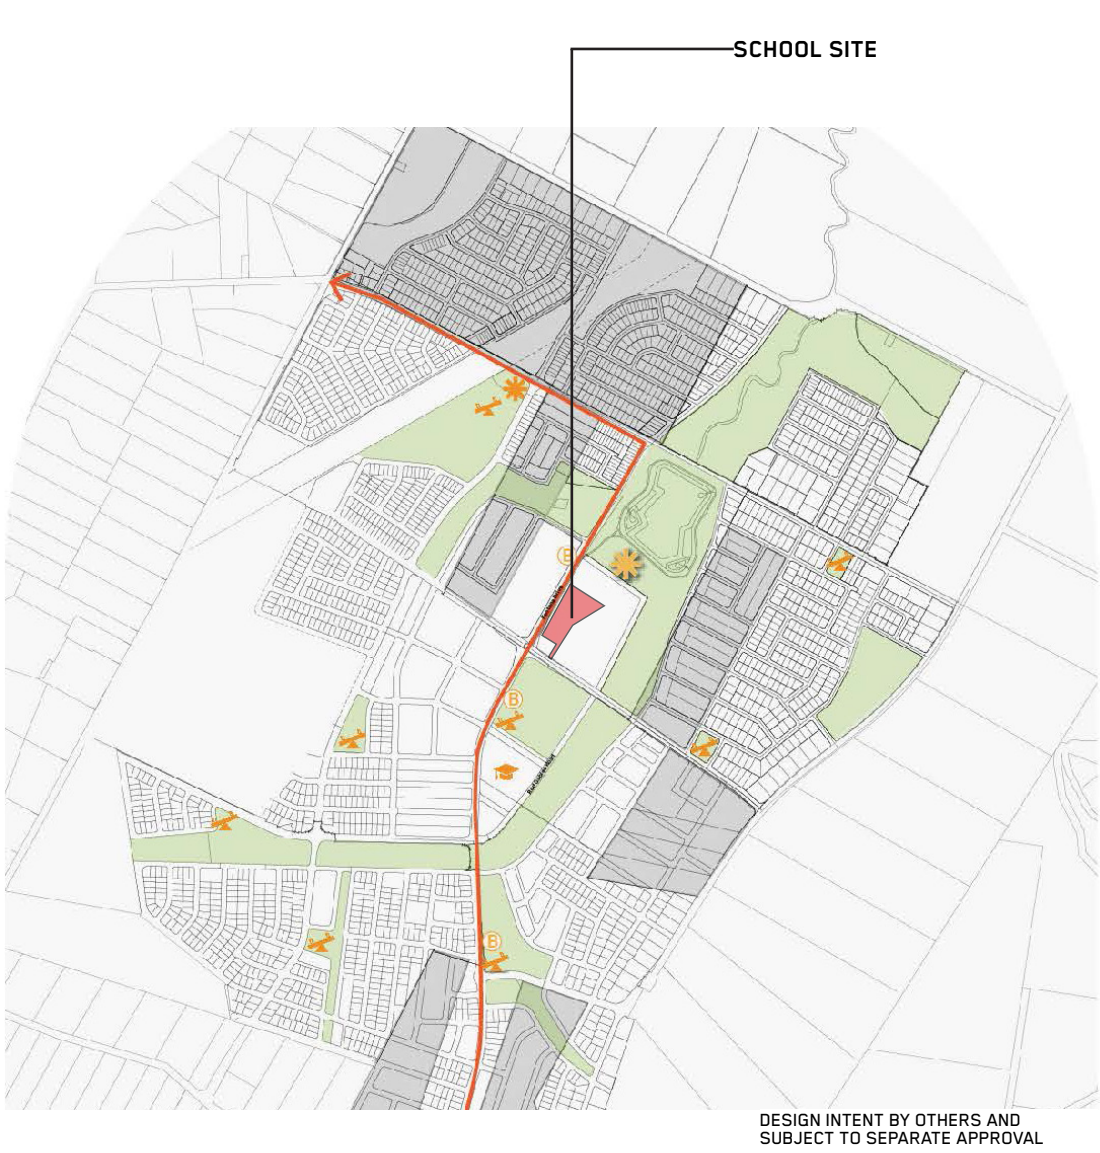 SCHOOL SITE
B
B
B
DESIGN INTENT BY OTHERS AND
SUBJECT TO SEPARATE APPROVAL